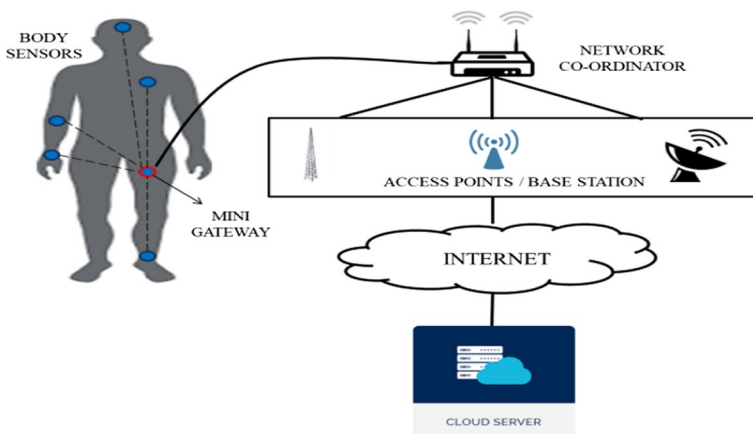 BODY
SENSORS
NETWORK
CO-ORDINATOR
ACCESS POINTS / BASE STATION
MINI
GATEWAY
INTERNET
CLOUD SERVER